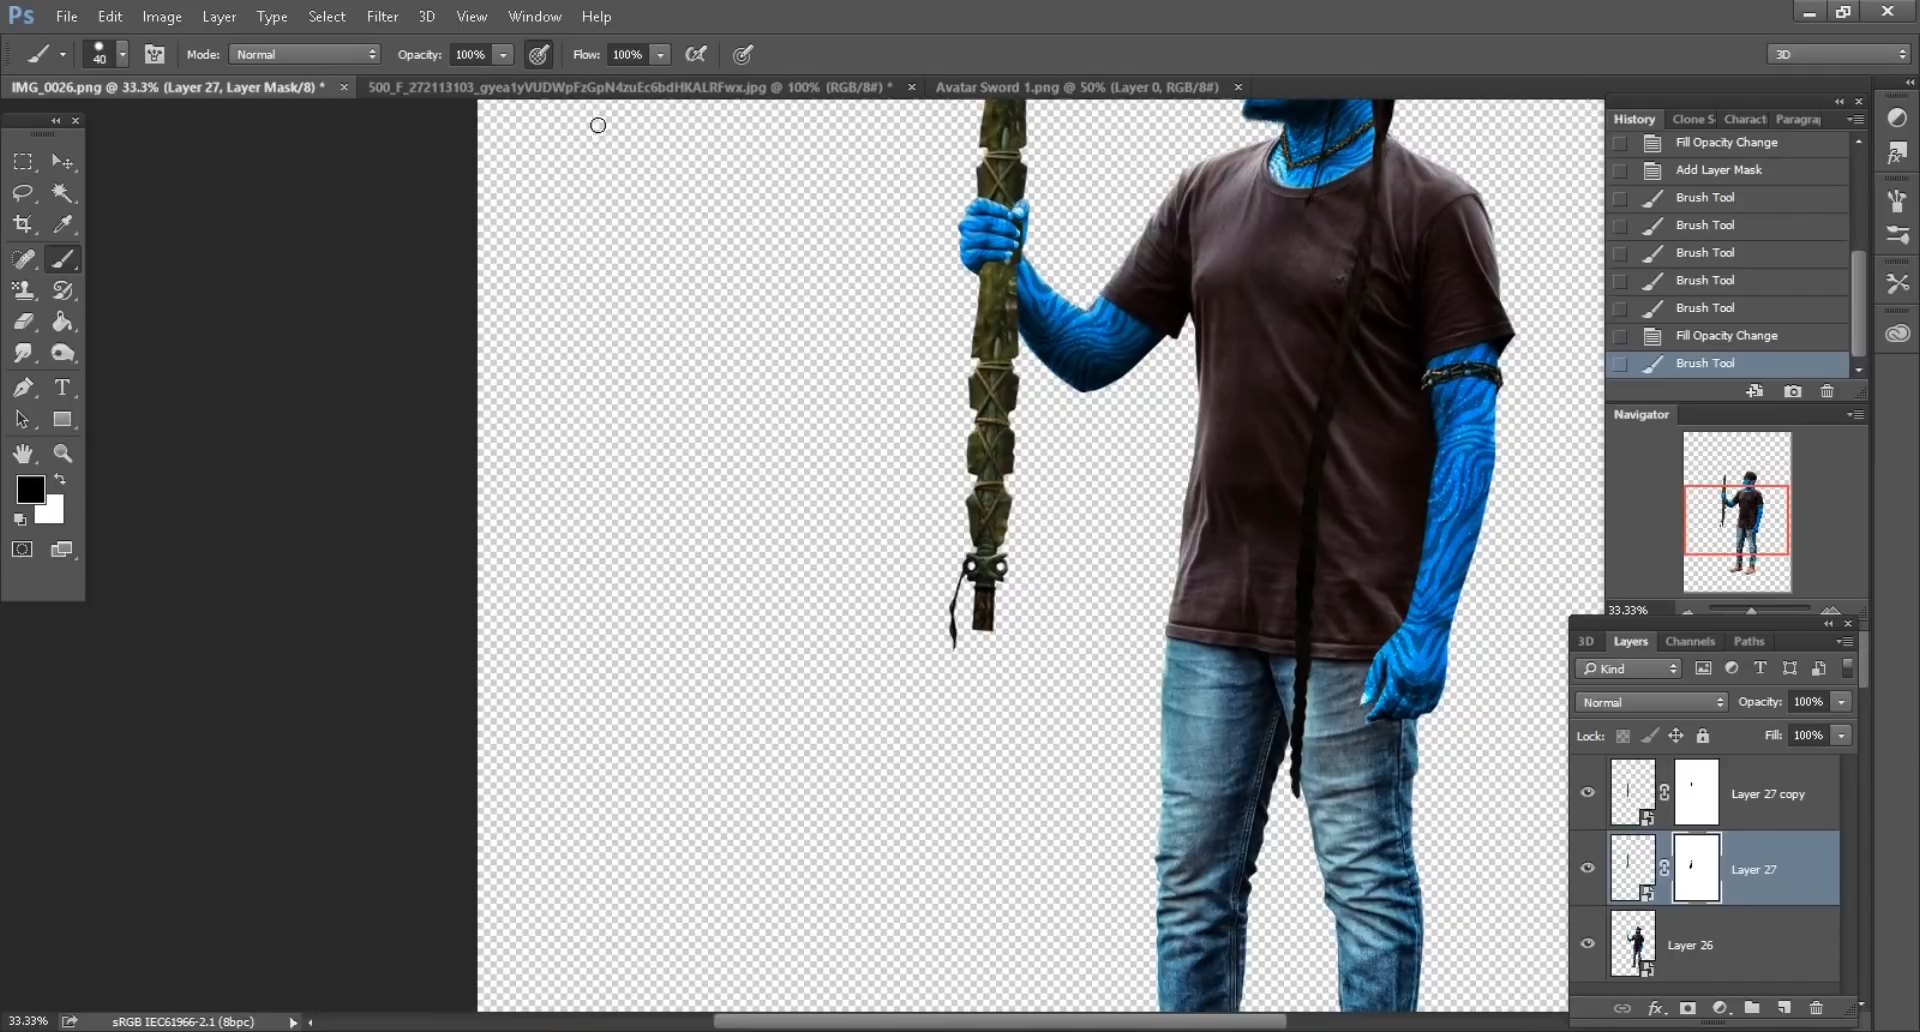 Ps File Edit Image Layer Type Select Filter 3D View Window Help
40 Mode: Normal Opacity: 100% Flow: 100% 3D
IMG_0026.png @ 33.3% (Layer 27, Layer Mask/8) * × 500_F_272113103_gyea1yVUDWpFzGpN4zuEc6bdHKALRFwx.jpg @ 100% (RGB/8#) * × Avatar Sword 1.png @ 50% (Layer 0, RGB/8#) ×
History Clone S Charact Paragra
Fill Opacity Change
Add Layer Mask
Brush Tool
Brush Tool
Brush Tool
Brush Tool
Brush Tool
Fill Opacity Change
Brush Tool
Navigator
33.33%
3D Layers Channels Paths
Kind
Normal Opacity: 100%
Lock: Fill: 100%
Layer 27 copy
Layer 27
Layer 26
fx
33.33% sRGB IEC61966-2.1 (8bpc)